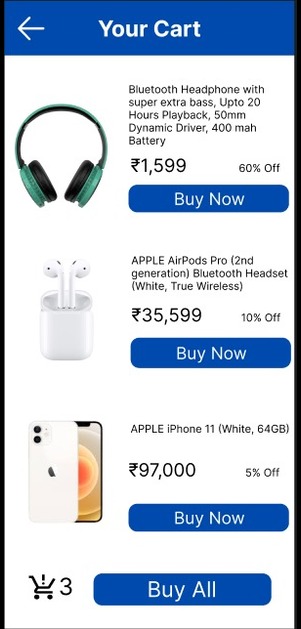 Your Cart
Bluetooth Headphone with
super extra bass, Upto 20
Hours Playback, 50mm
Dynamic Driver, 400 mah
Battery
₹1,599 60% Off
Buy Now
APPLE AirPods Pro (2nd
generation) Bluetooth Headset
(White, True Wireless)
₹35,599 10% Off
Buy Now
APPLE iPhone 11 (White, 64GB)
₹97,000 5% Off
Buy Now
3 Buy All